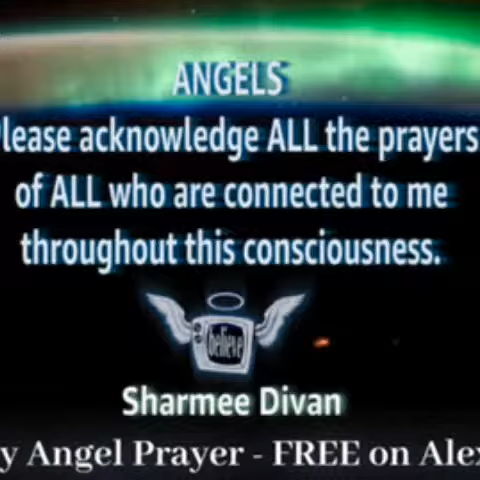 ANGELS
lease acknowledge ALL the prayers
of ALL who are connected to me
throughout this consciousness.
believe
Sharmee Divan
y Angel Prayer - FREE on Alex